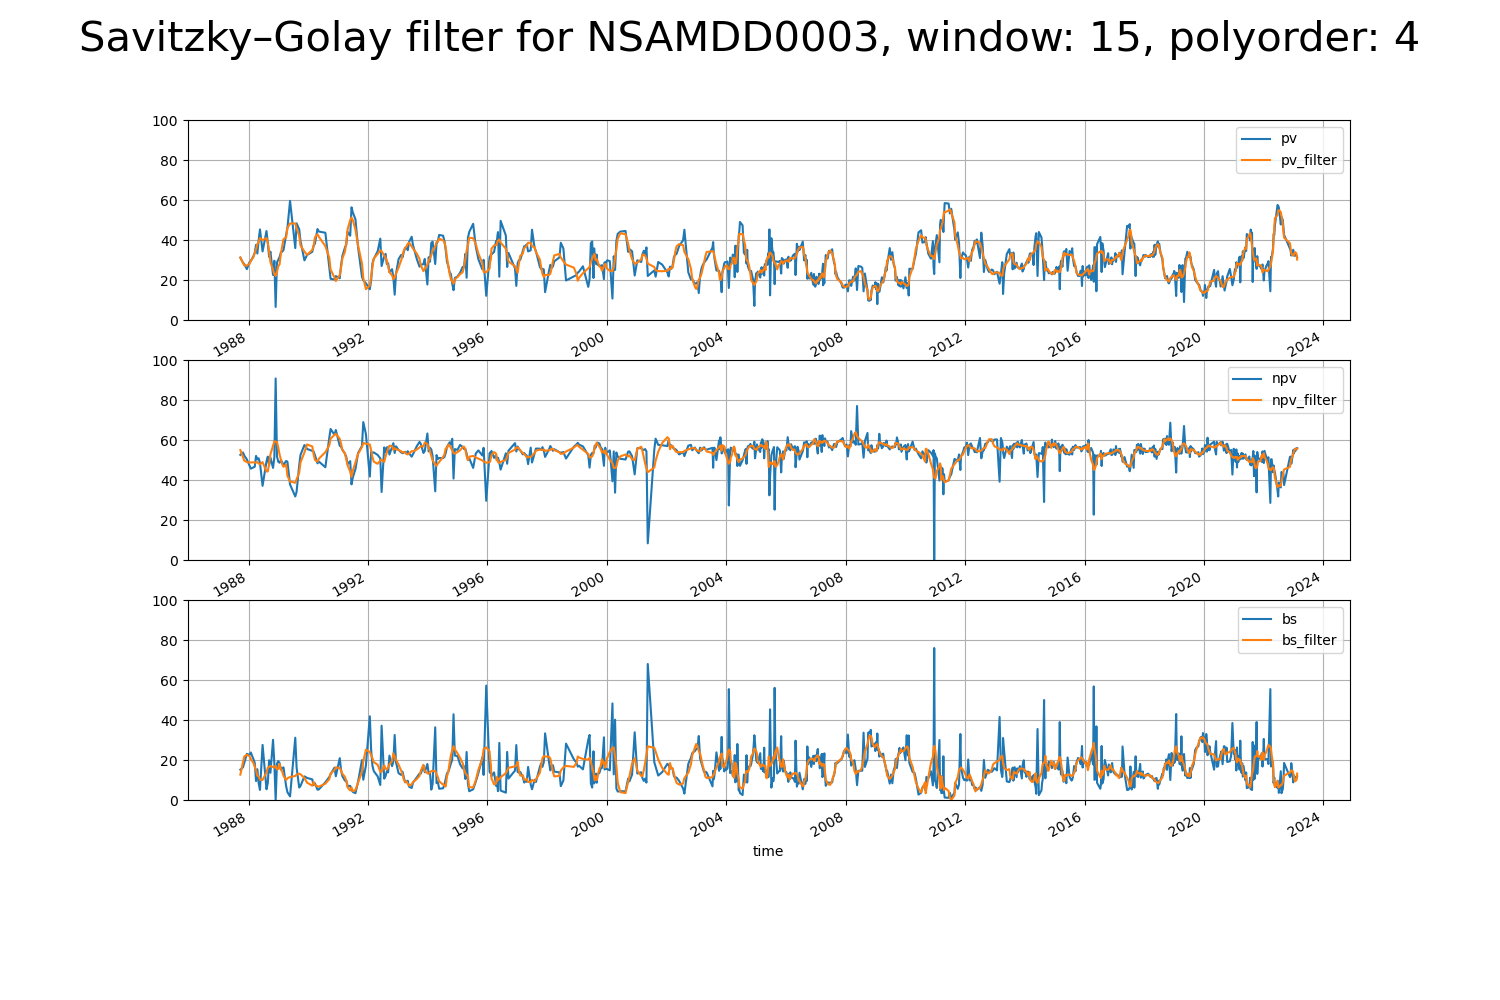 Savitzky–Golay filter for NSAMDD0003, window: 15, polyorder: 4
100
80
60
40
20
0
pv
pv_filter
1988 1992 1996 2000 2004 2008 2012 2016 2020 2024
100
80
60
40
20
0
npv
npv_filter
1988 1992 1996 2000 2004 2008 2012 2016 2020 2024
100
80
60
40
20
0
bs
bs_filter
1988 1992 1996 2000 2004 2008 2012 2016 2020 2024
time